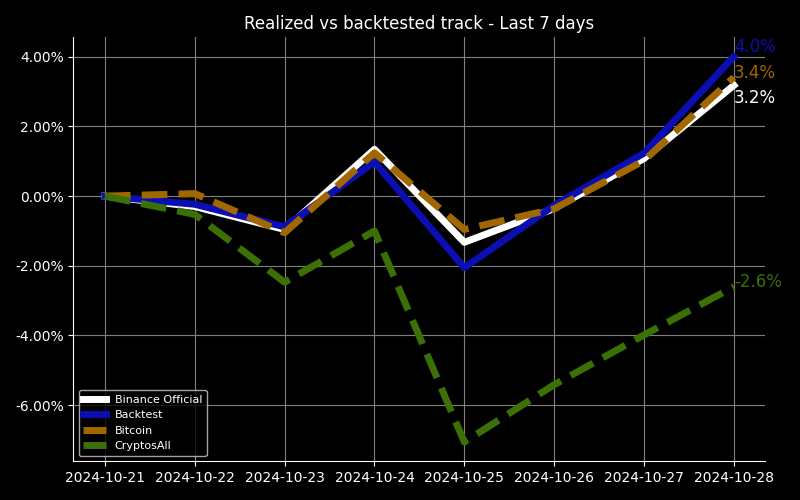 Realized vs backtested track - Last 7 days
4.00%
2.00%
0.00%
-2.00%
-4.00%
-6.00%
4.0%
3.4%
3.2%
-2.6%
Binance Official
Backtest
Bitcoin
CryptosAll
2024-10-21 2024-10-22 2024-10-23 2024-10-24 2024-10-25 2024-10-26 2024-10-27 2024-10-28